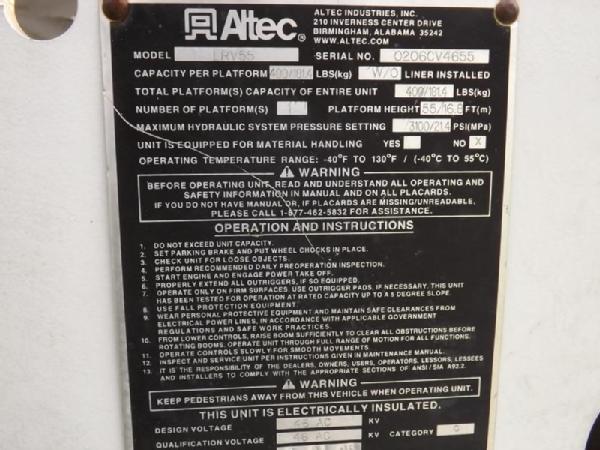 Altec®
ALTEC INDUSTRIES, INC.
210 INVERNESS CENTER DRIVE
BIRMINGHAM, ALABAMA 35242
WWW.ALTEC.COM
MODEL LRV55 SERIAL NO. 0206CV4655
CAPACITY PER PLATFORM 400/181.4 LBS(kg) W/O LINER INSTALLED
TOTAL PLATFORM(S) CAPACITY OF ENTIRE UNIT 400/181.4 LBS(kg)
NUMBER OF PLATFORM(S) 1 PLATFORM HEIGHT 55/16.8 FT(m)
MAXIMUM HYDRAULIC SYSTEM PRESSURE SETTING 3100/21.4 PSI(MPa)
UNIT IS EQUIPPED FOR MATERIAL HANDLING YES NO X
OPERATING TEMPERATURE RANGE: -40°F TO 130°F / (-40°C TO 55°C)
WARNING
BEFORE OPERATING UNIT, READ AND UNDERSTAND ALL OPERATING AND
SAFETY INFORMATION IN MANUAL AND ON ALL PLACARDS.
IF YOU DO NOT HAVE MANUAL OR, IF PLACARDS ARE MISSING/UNREADABLE,
PLEASE CALL 1-877-462-5832 FOR ASSISTANCE.
OPERATION AND INSTRUCTIONS
1. DO NOT EXCEED UNIT CAPACITY.
2. SET PARKING BRAKE AND PUT WHEEL CHOCKS IN PLACE.
3. CHECK UNIT FOR LOOSE OBJECTS.
4. PERFORM RECOMMENDED DAILY PREOPERATION INSPECTION.
5. START ENGINE AND ENGAGE POWER TAKE OFF.
6. PROPERLY EXTEND ALL OUTRIGGERS, IF SO EQUIPPED.
7. OPERATE ONLY ON FIRM SURFACES. USE OUTRIGGER PADS, IF NECESSARY. THIS UNIT
HAS BEEN TESTED FOR OPERATION AT RATED CAPACITY UP TO A 5 DEGREE SLOPE.
8. USE FALL PROTECTION EQUIPMENT.
9. WEAR PERSONAL PROTECTIVE EQUIPMENT AND MAINTAIN SAFE CLEARANCES FROM
ELECTRICAL POWER LINES, IN ACCORDANCE WITH APPLICABLE GOVERNMENT
REGULATIONS AND SAFE WORK PRACTICES.
10. FROM LOWER CONTROLS, RAISE BOOM SUFFICIENTLY TO CLEAR ALL OBSTRUCTIONS BEFORE
ROTATING BOOMS. OPERATE UNIT THROUGH FULL RANGE OF MOTION FOR ALL FUNCTIONS.
11. OPERATE CONTROLS SLOWLY FOR SMOOTH MOVEMENTS.
12. INSPECT AND SERVICE UNIT PER INSTRUCTIONS GIVEN IN MAINTENANCE MANUAL.
13. IT IS THE RESPONSIBILITY OF THE DEALERS, OWNERS, USERS, OPERATORS, LESSORS, LESSEES
AND INSTALLERS TO COMPLY WITH THE APPROPRIATE SECTIONS OF ANSI/SIA A92.2.
WARNING
KEEP PEDESTRIANS AWAY FROM THIS VEHICLE WHEN OPERATING UNIT.
THIS UNIT IS ELECTRICALLY INSULATED.
DESIGN VOLTAGE 46 AC KV
QUALIFICATION VOLTAGE 46 AC KV CATEGORY C